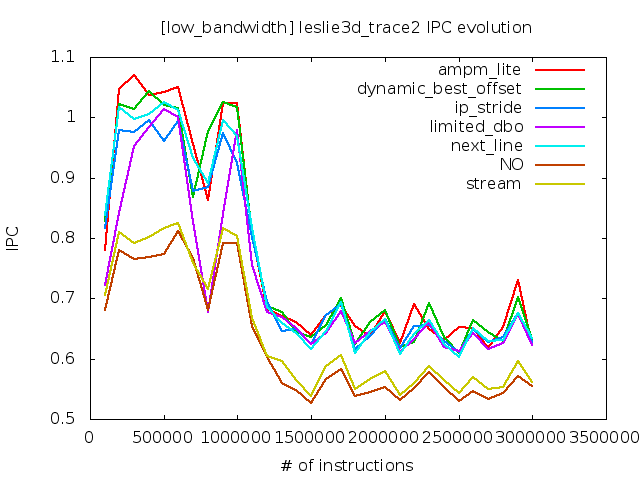 [low_bandwidth] leslie3d_trace2 IPC evolution
1.1
1
0.9
0.8
0.7
0.6
0.5
IPC
ampm_lite
dynamic_best_offset
ip_stride
limited_dbo
next_line
NO
stream
0 500000 1000000 1500000 2000000 2500000 3000000 3500000
# of instructions